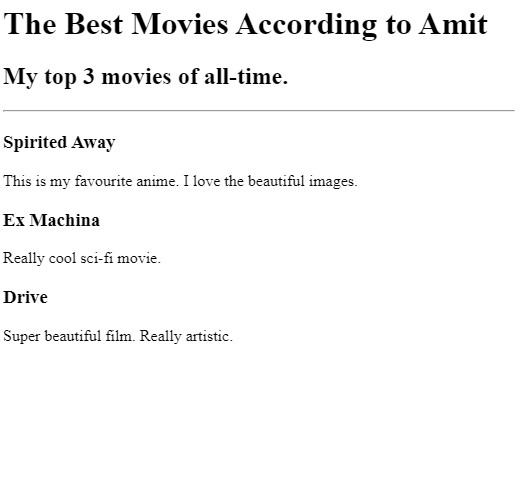 The Best Movies According to Amit
My top 3 movies of all-time.
Spirited Away
This is my favourite anime. I love the beautiful images.
Ex Machina
Really cool sci-fi movie.
Drive
Super beautiful film. Really artistic.